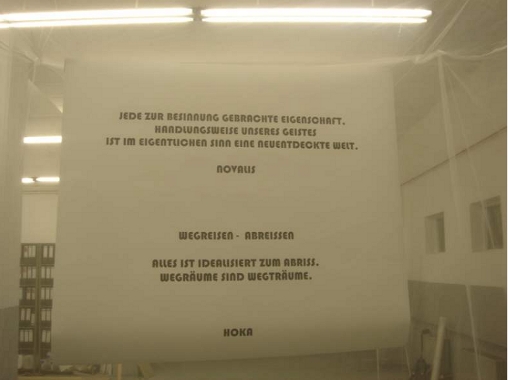 JEDE ZUR BESINNUNG GEBRACHTE EIGENSCHAFT,
HANDLUNGSWEISE UNSERES GEISTES
IST IM EIGENTLICHEN SINN EINE NEUENTDECKTE WELT.
NOVALIS
WEGREISEN - ABREISSEN
ALLES IST IDEALISIERT ZUM ABRISS.
WEGRÄUME SIND WEGTRÄUME.
HOKA